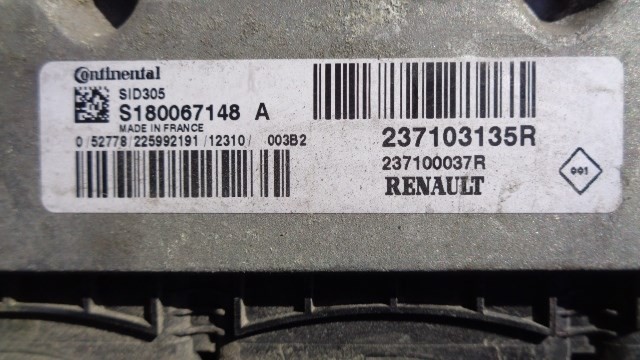 Continental
SID305
S180067148 A
MADE IN FRANCE
0/52778/225992191/12310/ 003B2
237103135R
237100037R
RENAULT
001